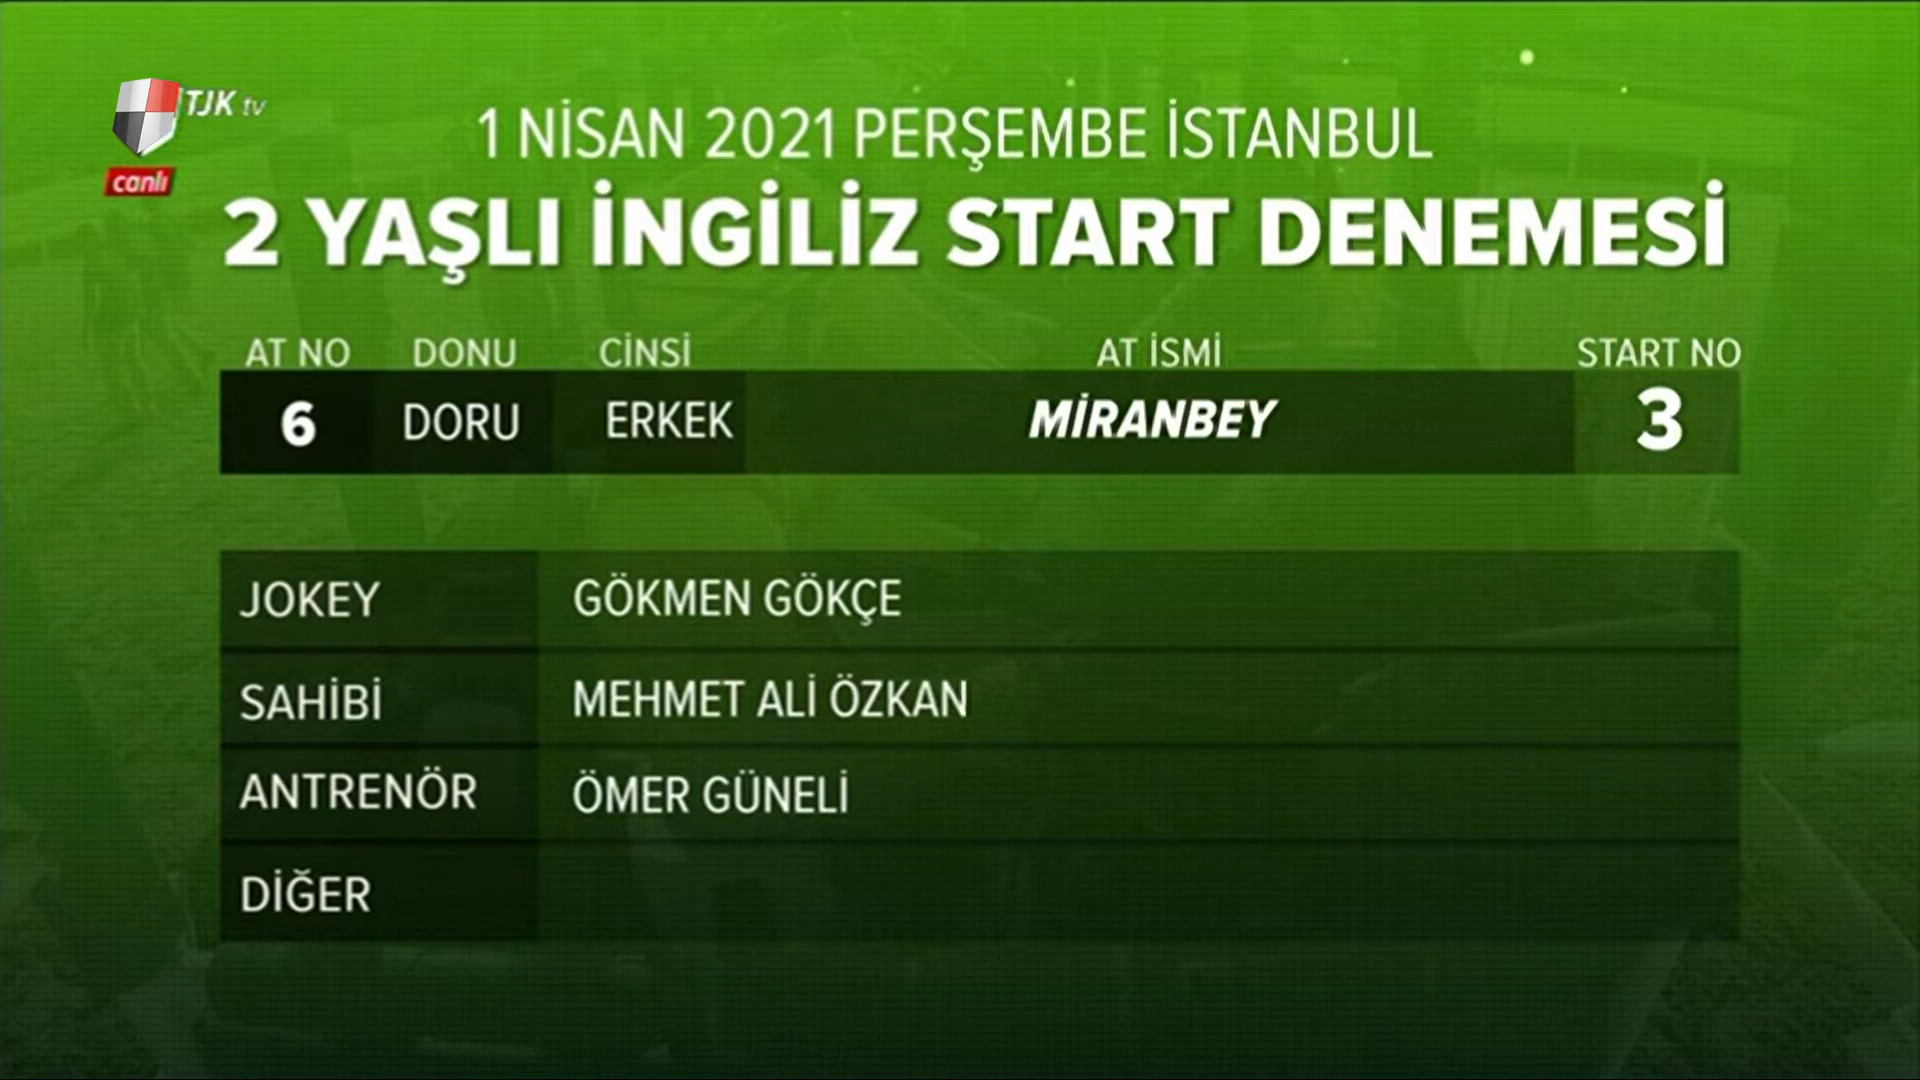 TJK tv
canlı
1 NİSAN 2021 PERŞEMBE İSTANBUL
2 YAŞLI İNGİLİZ START DENEMESİ
AT NO DONU CİNSİ AT İSMİ START NO
6 DORU ERKEK MİRANBEY 3
JOKEY GÖKMEN GÖKÇE
SAHİBİ MEHMET ALİ ÖZKAN
ANTRENÖR ÖMER GÜNELİ
DİĞER